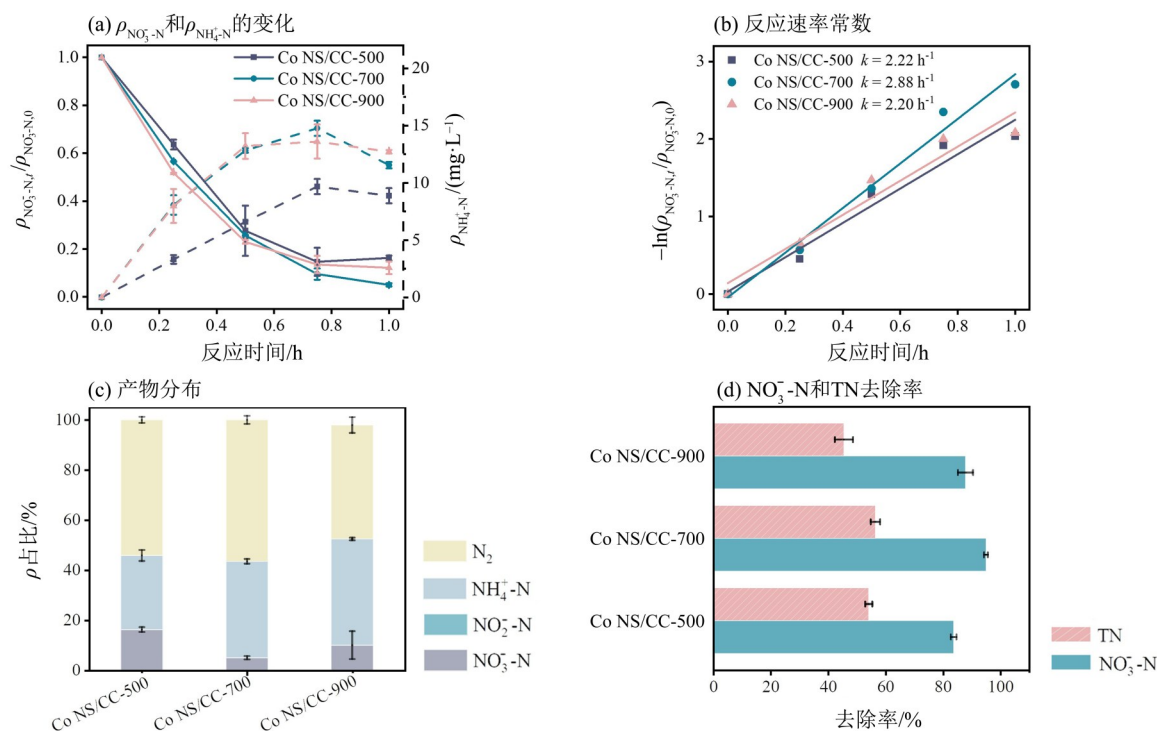 (a) ρNO₃⁻-N和ρNH₄⁺-N的变化
1.0
0.8
0.6
0.4
0.2
0.0
ρNO₃⁻-N,t/ρNO₃⁻-N,0
Co NS/CC-500
Co NS/CC-700
Co NS/CC-900
20
15
10
5
0
ρNH₄⁺-N/(mg·L⁻¹)
0.0 0.2 0.4 0.6 0.8 1.0
反应时间/h
(b) 反应速率常数
3
2
1
0
−ln(ρNO₃⁻-N,t/ρNO₃⁻-N,0)
Co NS/CC-500 k = 2.22 h⁻¹
Co NS/CC-700 k = 2.88 h⁻¹
Co NS/CC-900 k = 2.20 h⁻¹
0.0 0.2 0.4 0.6 0.8 1.0
反应时间/h
(c) 产物分布
100
80
60
40
20
0
ρ占比/%
Co NS/CC-500
Co NS/CC-700
Co NS/CC-900
N₂
NH₄⁺-N
NO₂⁻-N
NO₃⁻-N
(d) NO₃⁻-N和TN去除率
Co NS/CC-900
Co NS/CC-700
Co NS/CC-500
0 20 40 60 80 100
去除率/%
TN
NO₃⁻-N